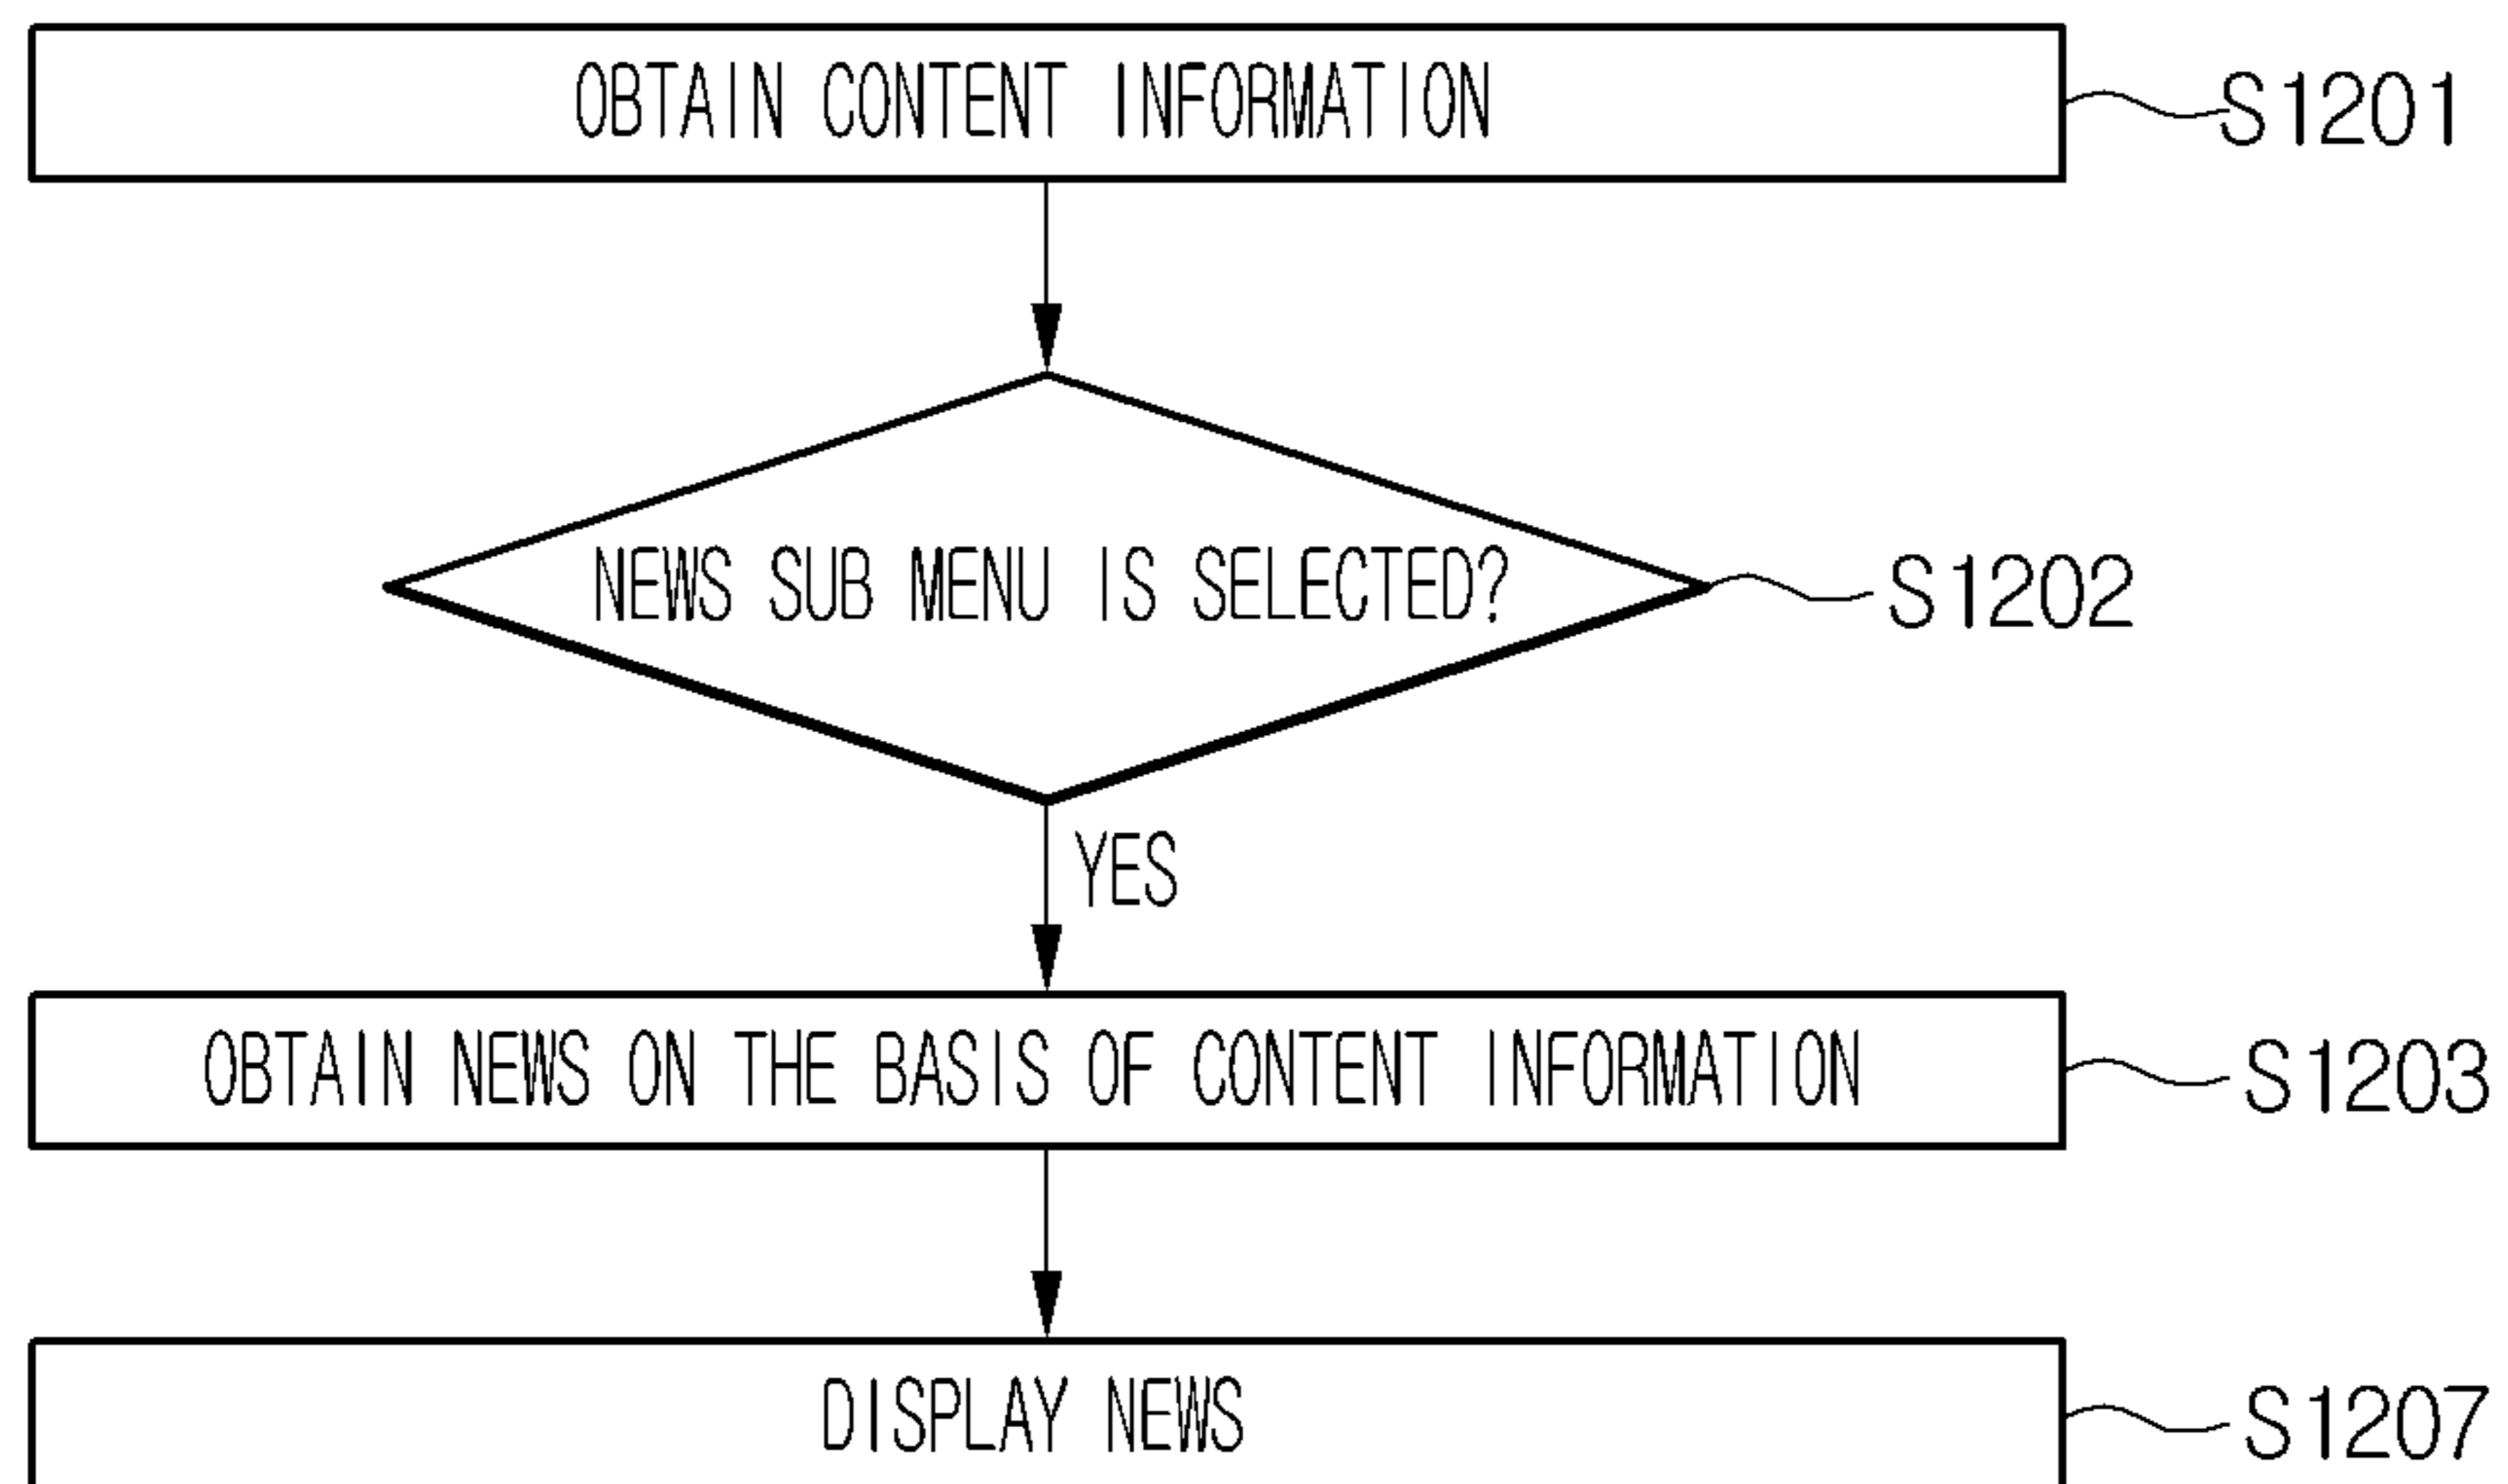 OBTAIN CONTENT INFORMATION S1201
NEWS SUB MENU IS SELECTED? S1202
YES
OBTAIN NEWS ON THE BASIS OF CONTENT INFORMATION S1203
DISPLAY NEWS S1207